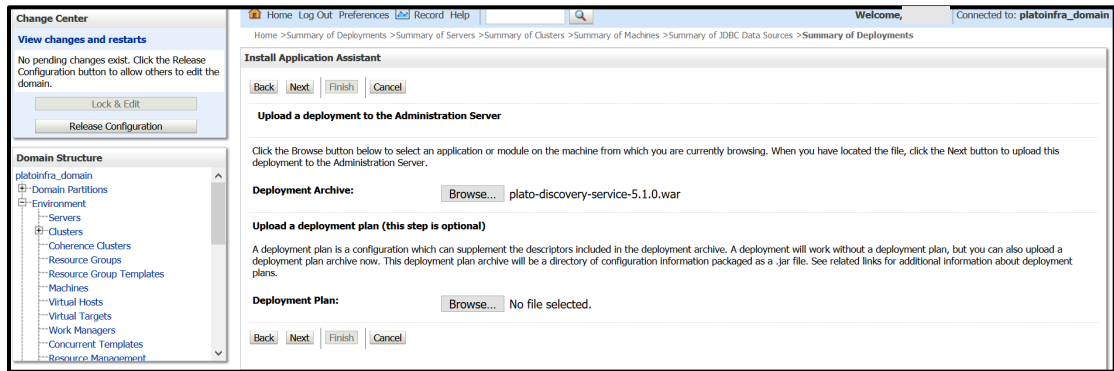 Change Center
View changes and restarts
No pending changes exist. Click the Release
Configuration button to allow others to edit the
domain.
Lock & Edit
Release Configuration
Domain Structure
platoinfra_domain
Domain Partitions
Environment
Servers
Clusters
Coherence Clusters
Resource Groups
Resource Group Templates
Machines
Virtual Hosts
Virtual Targets
Work Managers
Concurrent Templates
Resource Management
Home Log Out Preferences Record Help
Welcome,
Connected to: platoinfra_domain
Home >Summary of Deployments >Summary of Servers >Summary of Clusters >Summary of Machines >Summary of JDBC Data Sources >Summary of Deployments
Install Application Assistant
Back Next Finish Cancel
Upload a deployment to the Administration Server
Click the Browse button below to select an application or module on the machine from which you are currently browsing. When you have located the file, click the Next button to upload this
deployment to the Administration Server.
Deployment Archive: Browse... plato-discovery-service-5.1.0.war
Upload a deployment plan (this step is optional)
A deployment plan is a configuration which can supplement the descriptors included in the deployment archive. A deployment will work without a deployment plan, but you can also upload a
deployment plan archive now. This deployment plan archive will be a directory of configuration information packaged as a .jar file. See related links for additional information about deployment
plans.
Deployment Plan: Browse... No file selected.
Back Next Finish Cancel